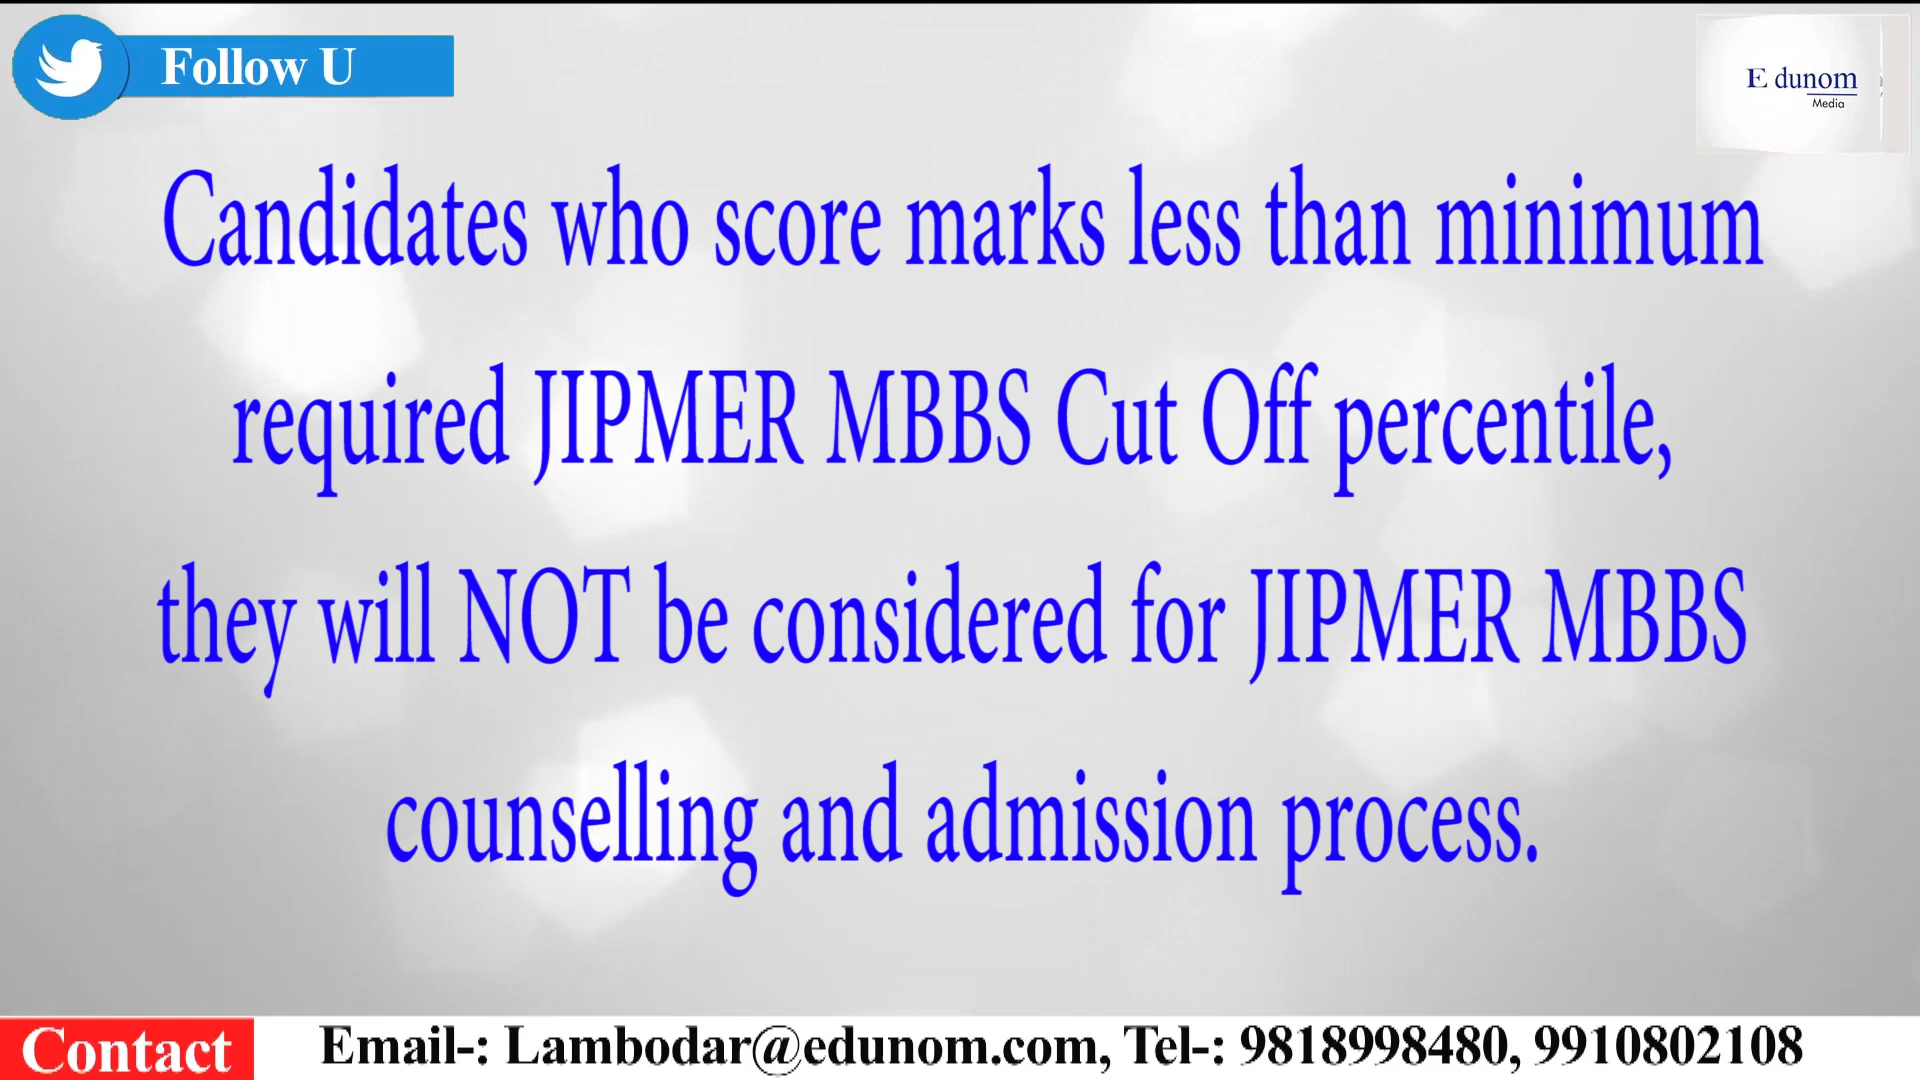 Follow U
E dunom
Media
Candidates who score marks less than minimum
required JIPMER MBBS Cut Off percentile,
they will NOT be considered for JIPMER MBBS
counselling and admission process.
Contact
Email-: Lambodar@edunom.com, Tel-: 9818998480, 9910802108